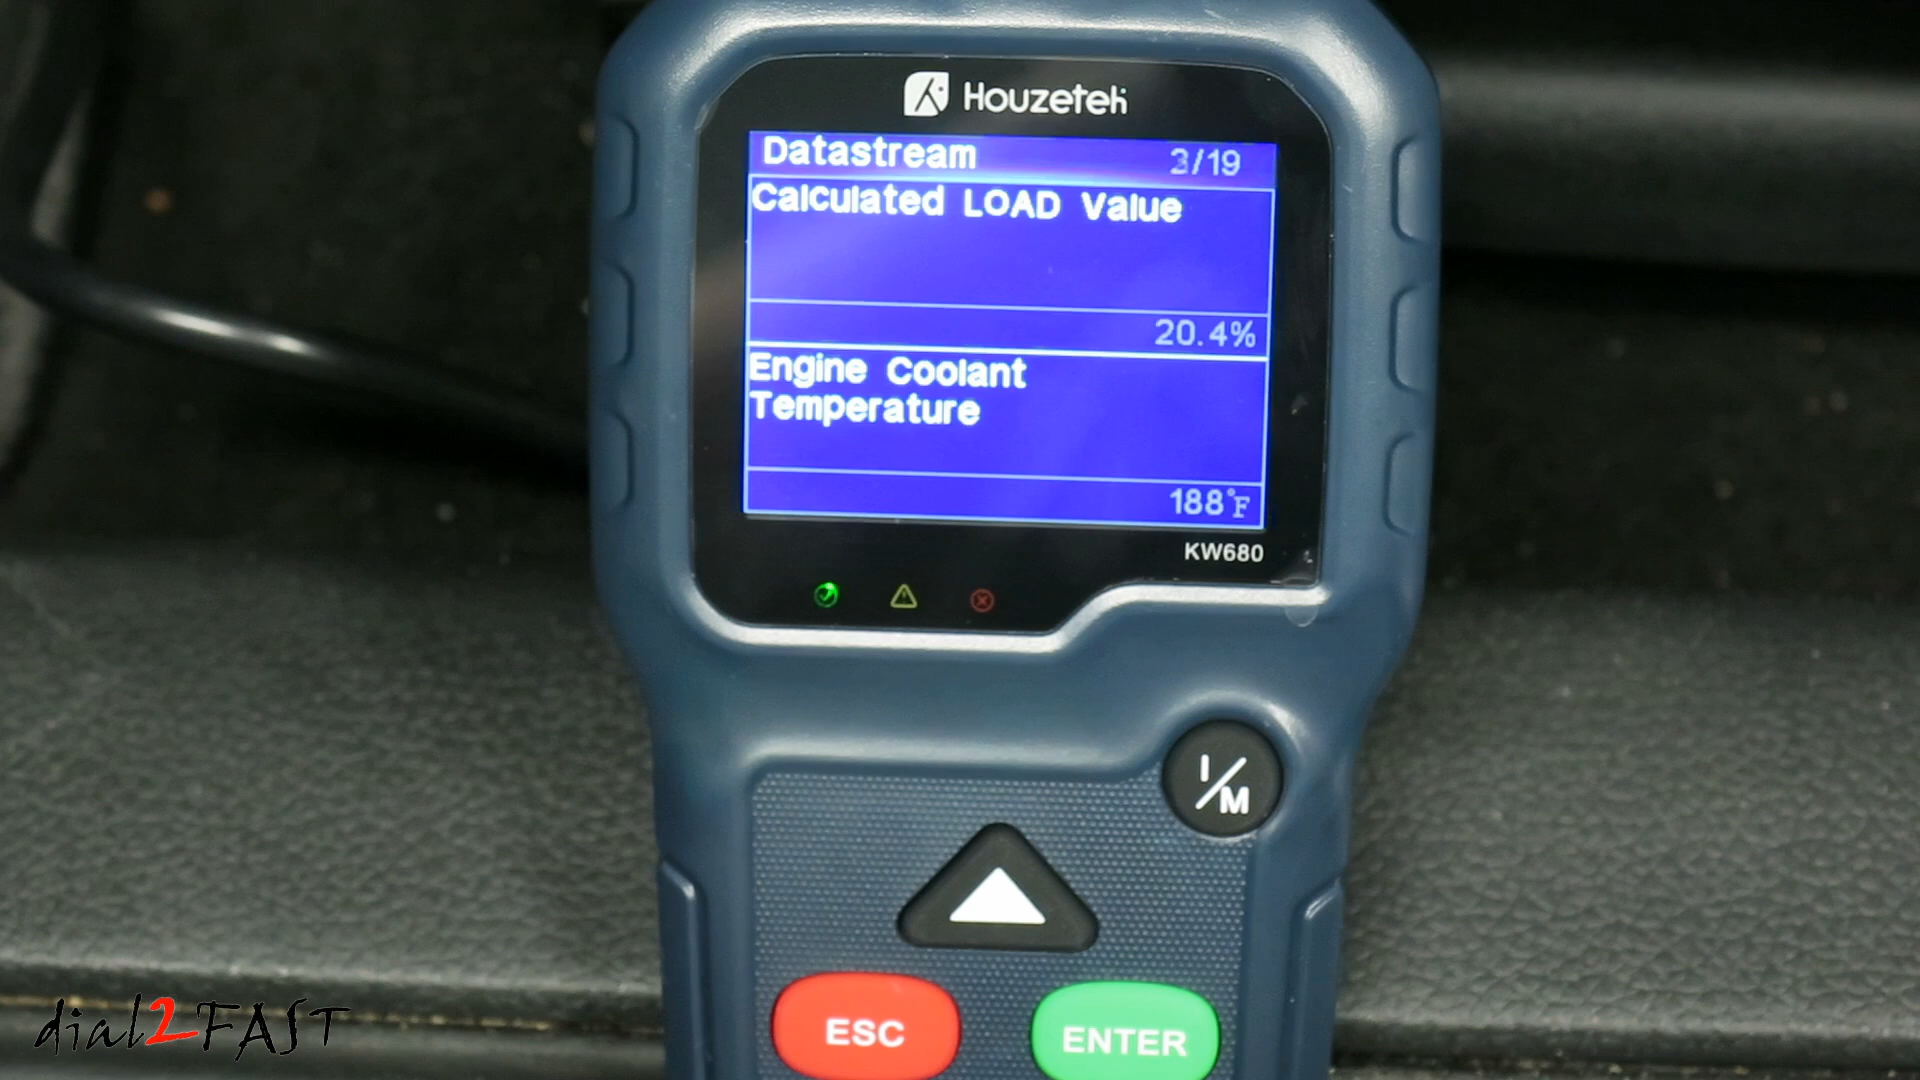 Houzetek
Datastream 3/19
Calculated LOAD Value
20.4%
Engine Coolant
Temperature
188°F
KW680
I/M
ESC
ENTER
dial2FAST